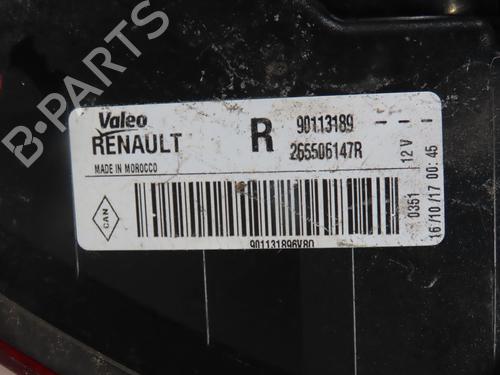 Valeo
RENAULT
MADE IN MOROCCO
R
90113189 - - -
265506147R
12 V
CAN
901131896V80
0351
16/10/17 00:45
B-PARTS